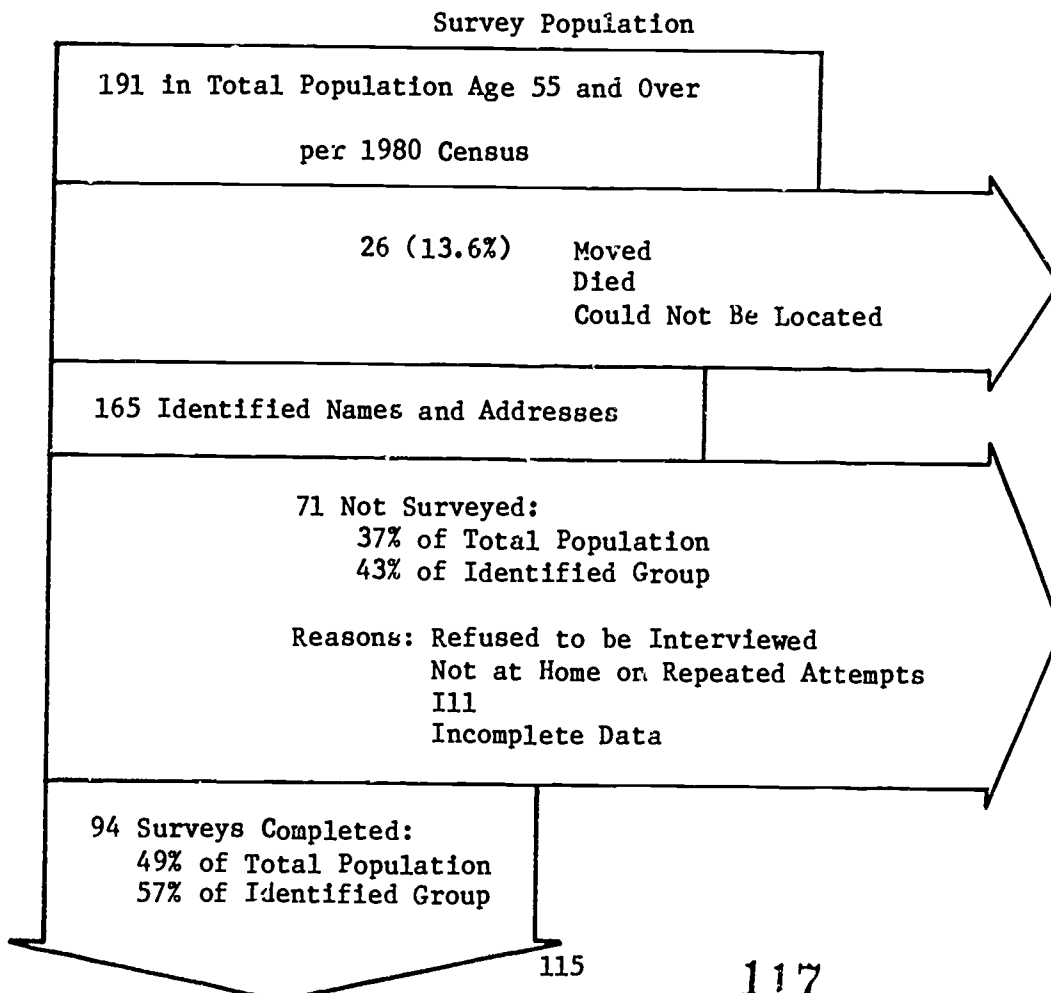 Survey Population
191 in Total Population Age 55 and Over
per 1980 Census
26 (13.6%) Moved
Died
Could Not Be Located
165 Identified Names and Addresses
71 Not Surveyed:
37% of Total Population
43% of Identified Group
Reasons: Refused to be Interviewed
Not at Home on Repeated Attempts
Ill
Incomplete Data
94 Surveys Completed:
49% of Total Population
57% of Identified Group
115
117